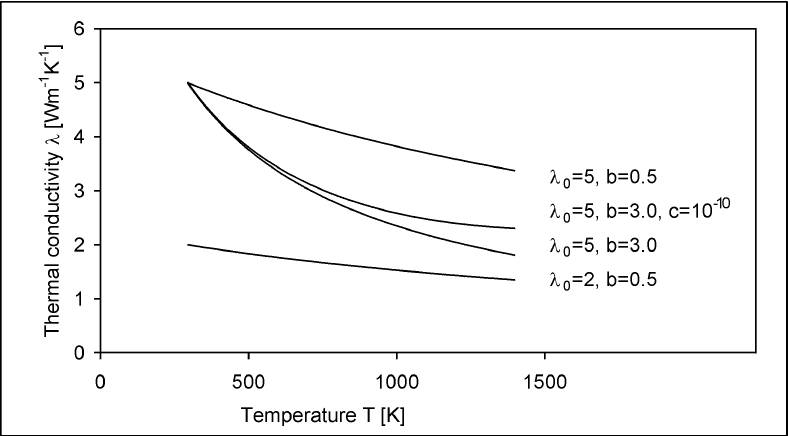 6
5
4
3
2
1
0
Thermal conductivity λ [Wm⁻¹K⁻¹]
λ₀=5, b=0.5
λ₀=5, b=3.0, c=10⁻¹⁰
λ₀=5, b=3.0
λ₀=2, b=0.5
0 500 1000 1500
Temperature T [K]